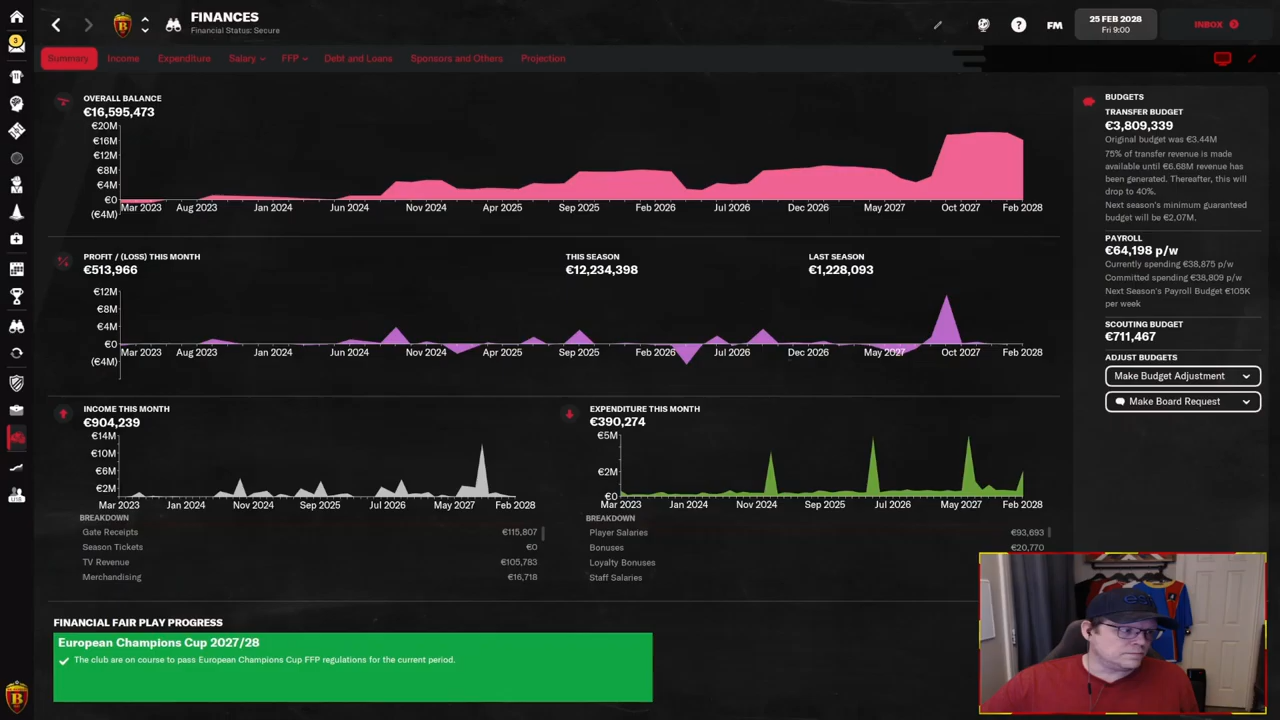 FINANCES
Financial Status: Secure
3
FM
25 FEB 2028
Fri 9:00
INBOX
Summary
Income
Expenditure
Salary
FFP
Debt and Loans
Sponsors and Others
Projection
OVERALL BALANCE
€16,595,473
€20M
€16M
€12M
€8M
€4M
€0
(€4M)
Mar 2023 Aug 2023 Jan 2024 Jun 2024 Nov 2024 Apr 2025 Sep 2025 Feb 2026 Jul 2026 Dec 2026 May 2027 Oct 2027 Feb 2028
PROFIT / (LOSS) THIS MONTH
€513,966
THIS SEASON
€12,234,398
LAST SEASON
€1,228,093
€12M
€8M
€4M
€0
(€4M)
Mar 2023 Aug 2023 Jan 2024 Jun 2024 Nov 2024 Apr 2025 Sep 2025 Feb 2026 Jul 2026 Dec 2026 May 2027 Oct 2027 Feb 2028
INCOME THIS MONTH
€904,239
€14M
€10M
€6M
€2M
Mar 2023 Jan 2024 Nov 2024 Sep 2025 Jul 2026 May 2027 Feb 2028
BREAKDOWN
Gate Receipts €115,807
Season Tickets €0
TV Revenue €105,783
Merchandising €16,718
EXPENDITURE THIS MONTH
€390,274
€5M
€2M
€0
Mar 2023 Jan 2024 Nov 2024 Sep 2025 Jul 2026 May 2027 Feb 2028
BREAKDOWN
Player Salaries €93,693
Bonuses €20,770
Loyalty Bonuses
Staff Salaries
FINANCIAL FAIR PLAY PROGRESS
European Champions Cup 2027/28
The club are on course to pass European Champions Cup FFP regulations for the current period.
BUDGETS
TRANSFER BUDGET
€3,809,339
Original budget was €3.44M
75% of transfer revenue is made
available until €6.68M revenue has
been generated. Thereafter, this will
drop to 40%.
Next season's minimum guaranteed
budget will be €2.07M.
PAYROLL
€64,198 p/w
Currently spending €38,875 p/w
Committed spending €38,809 p/w
Next Season's Payroll Budget €105K
per week
SCOUTING BUDGET
€711,467
ADJUST BUDGETS
Make Budget Adjustment
Make Board Request